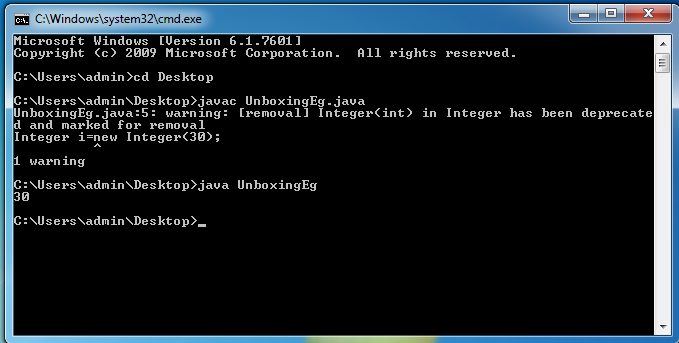 C:\Windows\system32\cmd.exe
Microsoft Windows [Version 6.1.7601]
Copyright (c) 2009 Microsoft Corporation.  All rights reserved.
C:\Users\admin>cd Desktop
C:\Users\admin\Desktop>javac UnboxingEg.java
UnboxingEg.java:5: warning: [removal] Integer(int) in Integer has been deprecate
d and marked for removal
Integer i=new Integer(30);
          ^
1 warning
C:\Users\admin\Desktop>java UnboxingEg
30
C:\Users\admin\Desktop>_